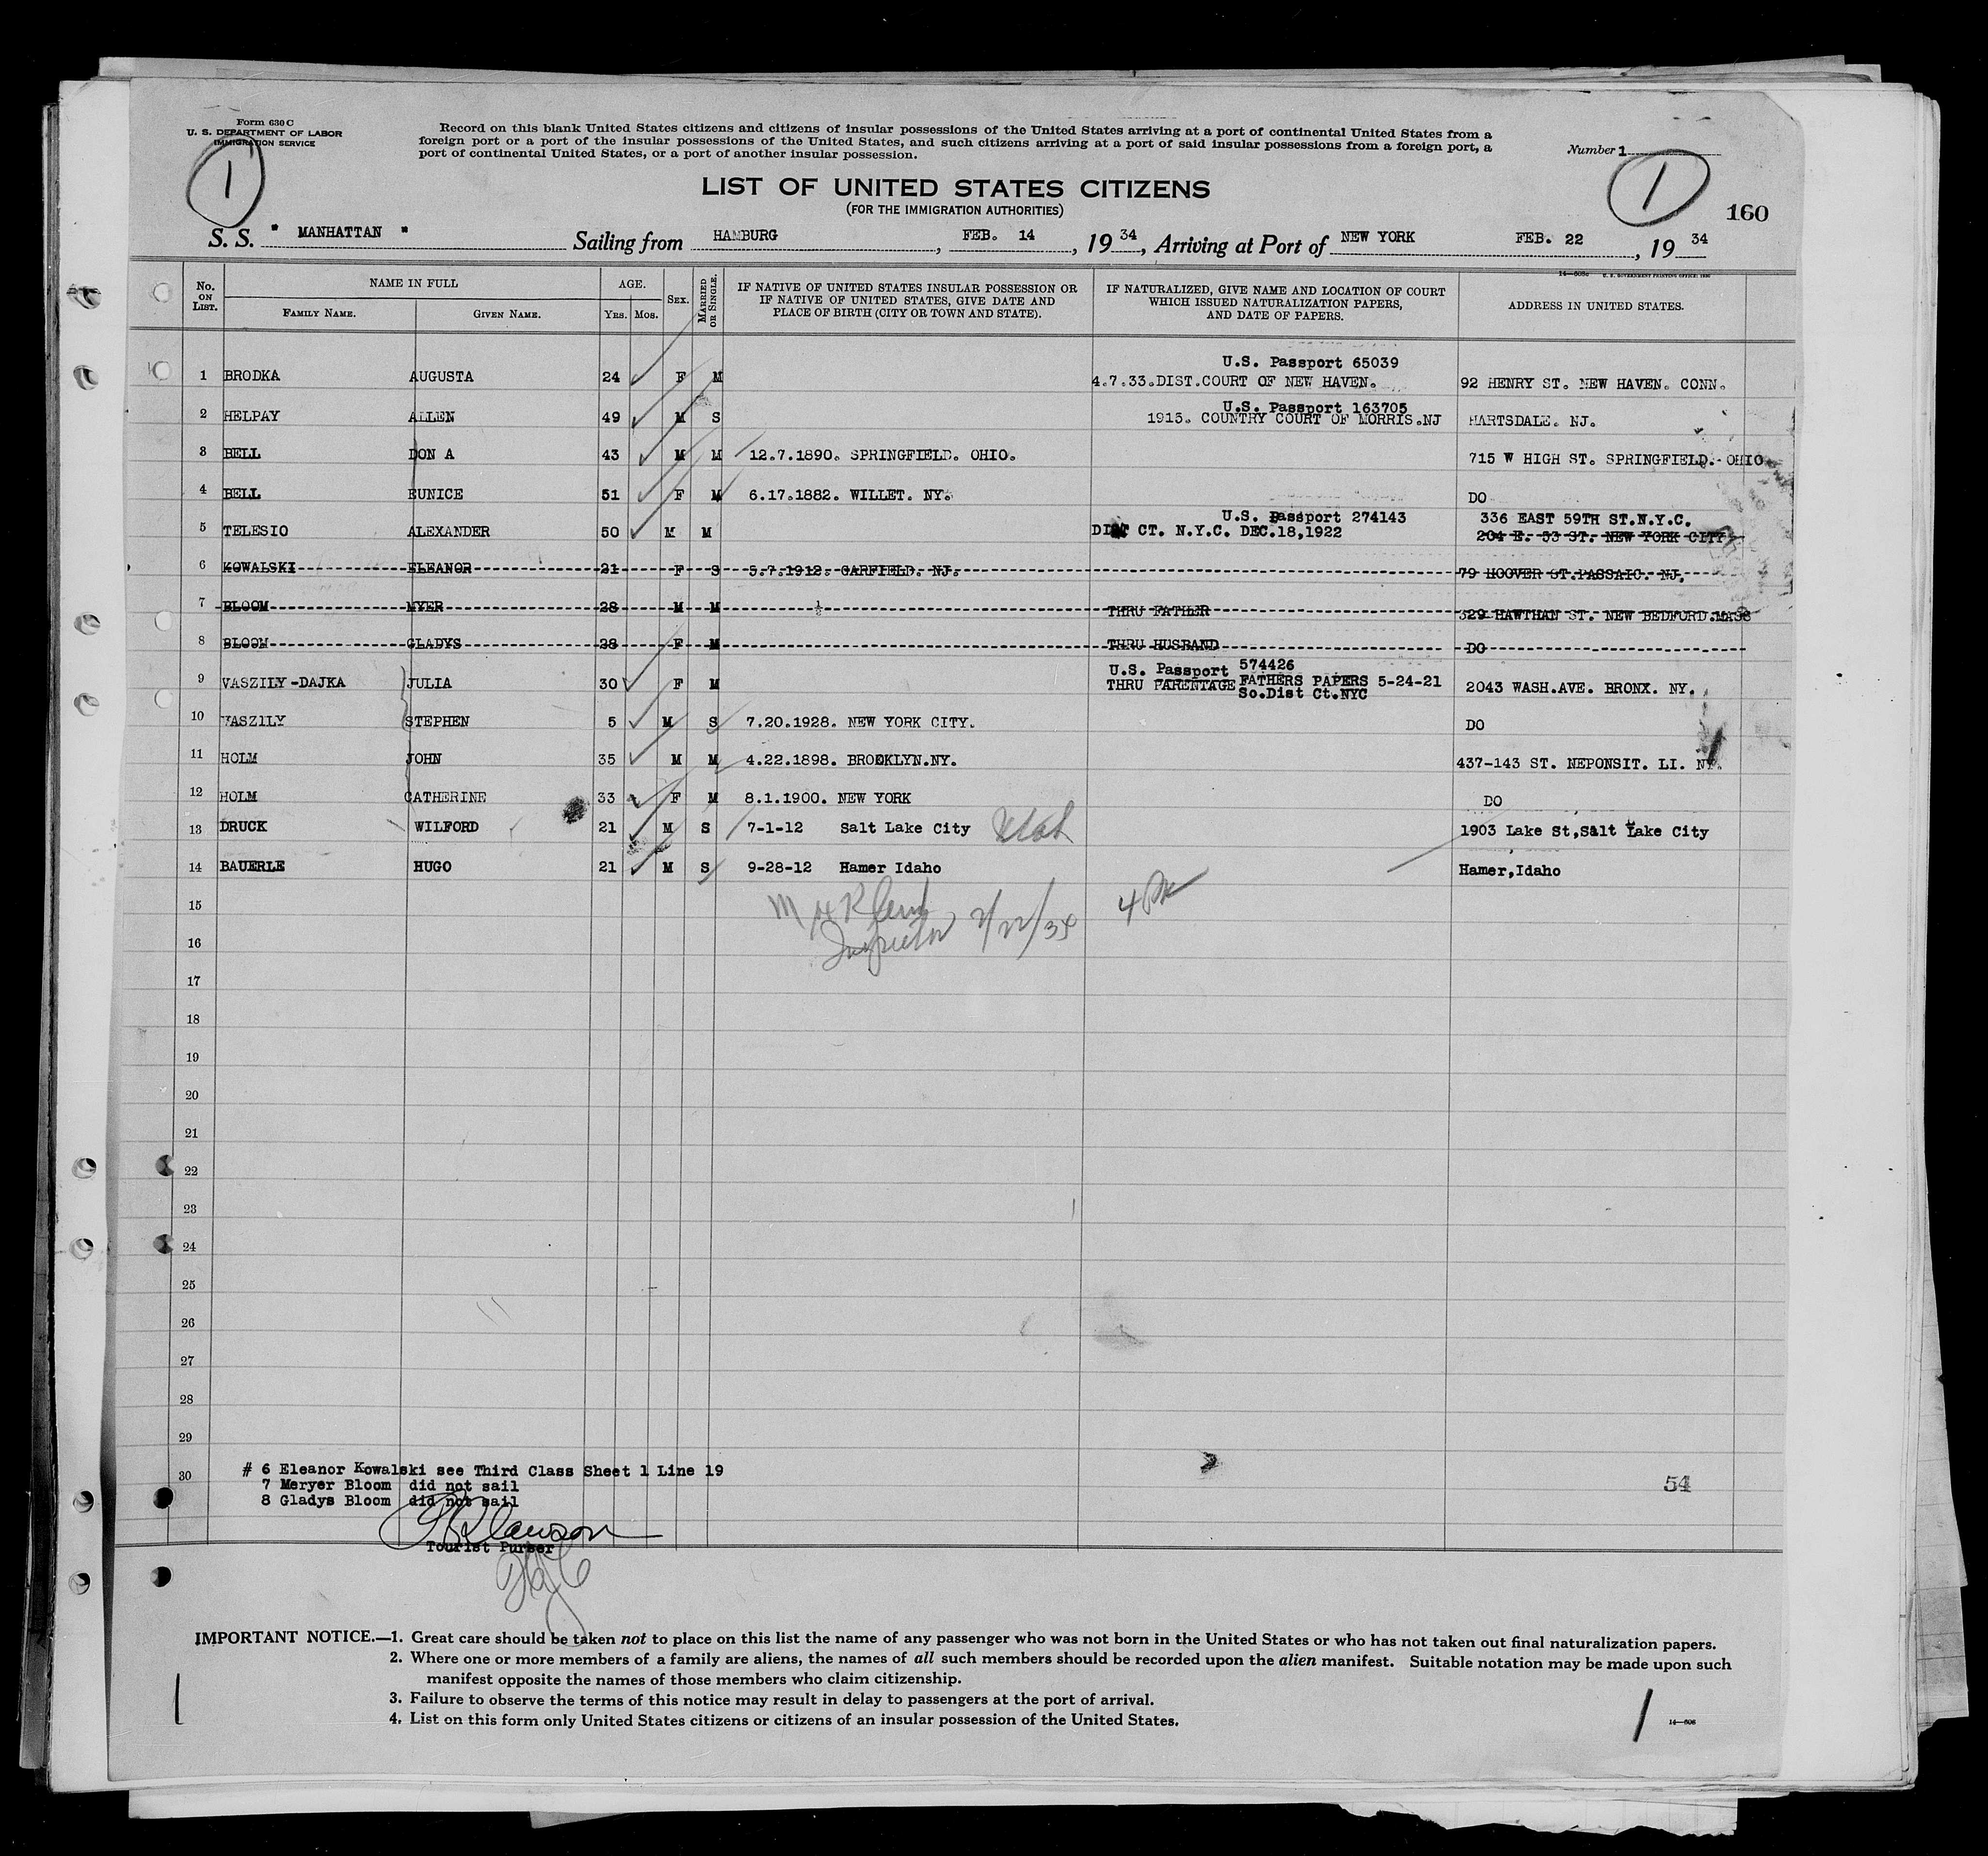 Form 630 C
U. S. DEPARTMENT OF LABOR
IMMIGRATION SERVICE
Record on this blank United States citizens and citizens of insular possessions of the United States arriving at a port of continental United States from a
foreign port or a port of the insular possessions of the United States, and such citizens arriving at a port of said insular possessions from a foreign port, a
port of continental United States, or a port of another insular possession.
Number 1
1
1
160
LIST OF UNITED STATES CITIZENS
(FOR THE IMMIGRATION AUTHORITIES)
S. S. " MANHATTAN " Sailing from HAMBURG, FEB. 14, 1934, Arriving at Port of NEW YORK FEB. 22, 1934
14—608c U. S. GOVERNMENT PRINTING OFFICE: 1930
No. ON LIST. NAME IN FULL FAMILY NAME. GIVEN NAME. AGE. YRS. MOS. SEX. MARRIED OR SINGLE. IF NATIVE OF UNITED STATES INSULAR POSSESSION OR IF NATIVE OF UNITED STATES, GIVE DATE AND PLACE OF BIRTH (CITY OR TOWN AND STATE). IF NATURALIZED, GIVE NAME AND LOCATION OF COURT WHICH ISSUED NATURALIZATION PAPERS, AND DATE OF PAPERS. ADDRESS IN UNITED STATES.
U.S. Passport 65039
1 BRODKA AUGUSTA 24 F M 4.7.33.DIST.COURT OF NEW HAVEN. 92 HENRY ST. NEW HAVEN. CONN.
U.S. Passport 163705
2 HELPAY ALLEN 49 M S 1915. COUNTRY COURT OF MORRIS.NJ HARTSDALE. NJ.
3 BELL DON A 43 M M 12.7.1890. SPRINGFIELD. OHIO. 715 W HIGH ST. SPRINGFIELD. OHIO.
4 BELL EUNICE 51 F M 6.17.1882. WILLET. NY. DO
U.S. Passport 274143 336 EAST 59TH ST.N.Y.C.
5 TELESIO ALEXANDER 50 M M DIST CT. N.Y.C. DEC.18,1922 204 E. 53 ST. NEW YORK CITY
6 KOWALSKI ELEANOR 21 F S 5.7.1912. GARFIELD. NJ. 79 HOOVER ST.PASSAIC. NJ.
7 BLOOM MYER 28 M M THRU FATHER 329 HAWTHAN ST. NEW BEDFORD.MASS
8 BLOOM GLADYS 28 F M THRU HUSBAND DO
U.S. Passport 574426
9 VASZILY-DAJKA JULIA 30 F M THRU PARENTAGE FATHERS PAPERS 5-24-21 2043 WASH.AVE. BRONX. NY.
So.Dist Ct.NYC
10 VASZILY STEPHEN 5 M S 7.20.1928. NEW YORK CITY. DO
11 HOLM JOHN 35 M M 4.22.1898. BROOKLYN.NY. 437-143 ST. NEPONSIT. LI. NY.
12 HOLM CATHERINE 33 F M 8.1.1900. NEW YORK DO
13 DRUCK WILFORD 21 M S 7-1-12 Salt Lake City Utah 1903 Lake St,Salt Lake City
14 BAUERLE HUGO 21 M S 9-28-12 Hamer Idaho Hamer,Idaho
15
Inspector 2/22/34
16
17
18
19
20
21
22
23
24
25
26
27
28
29
30
# 6 Eleanor Kowalski see Third Class Sheet 1 Line 19
7 Meryer Bloom did not sail
8 Gladys Bloom did not sail
54
Tourist Purser
IMPORTANT NOTICE.—1. Great care should be taken not to place on this list the name of any passenger who was not born in the United States or who has not taken out final naturalization papers.
2. Where one or more members of a family are aliens, the names of all such members should be recorded upon the alien manifest. Suitable notation may be made upon such
manifest opposite the names of those members who claim citizenship.
3. Failure to observe the terms of this notice may result in delay to passengers at the port of arrival.
4. List on this form only United States citizens or citizens of an insular possession of the United States.
14—608